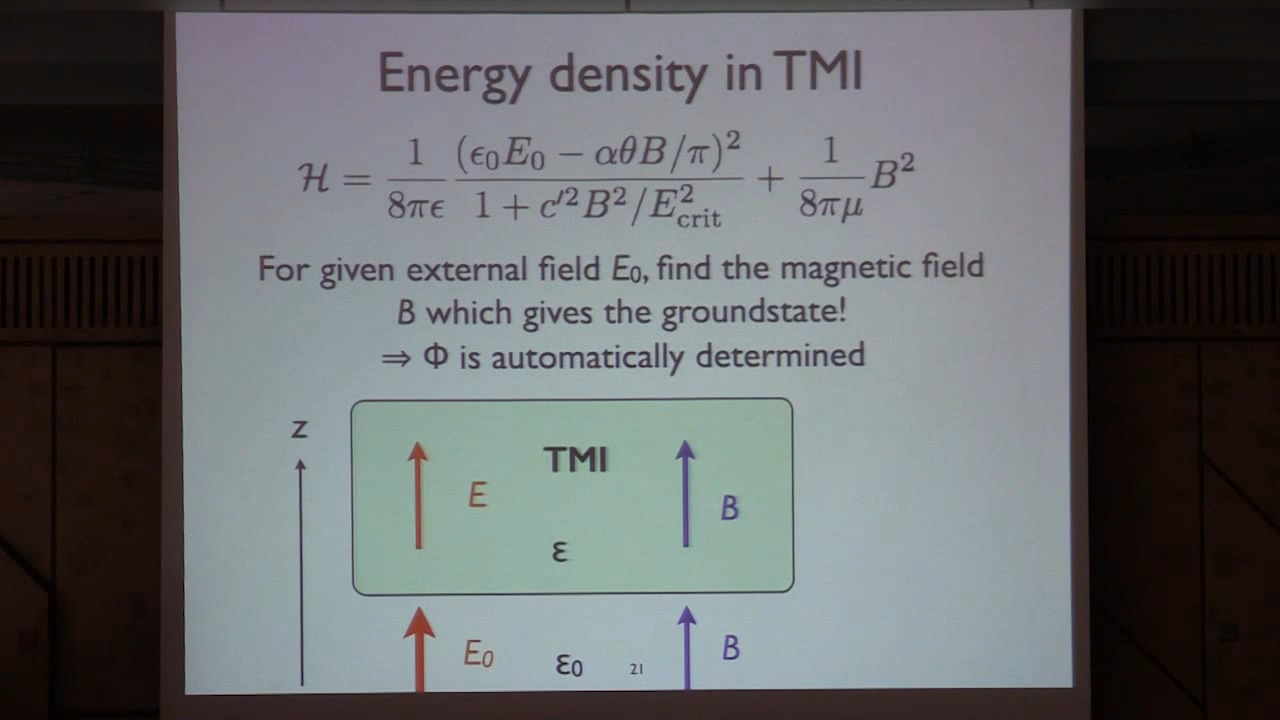 Energy density in TMI
ℋ = 1/8πϵ (ϵ₀E₀ − αθB/π)² / 1 + c′²B²/E²crit + 1/8πμ B²
For given external field E₀, find the magnetic field
B which gives the groundstate!
⇒ Φ is automatically determined
z
TMI
E
B
ε
E₀
ε₀
21
B